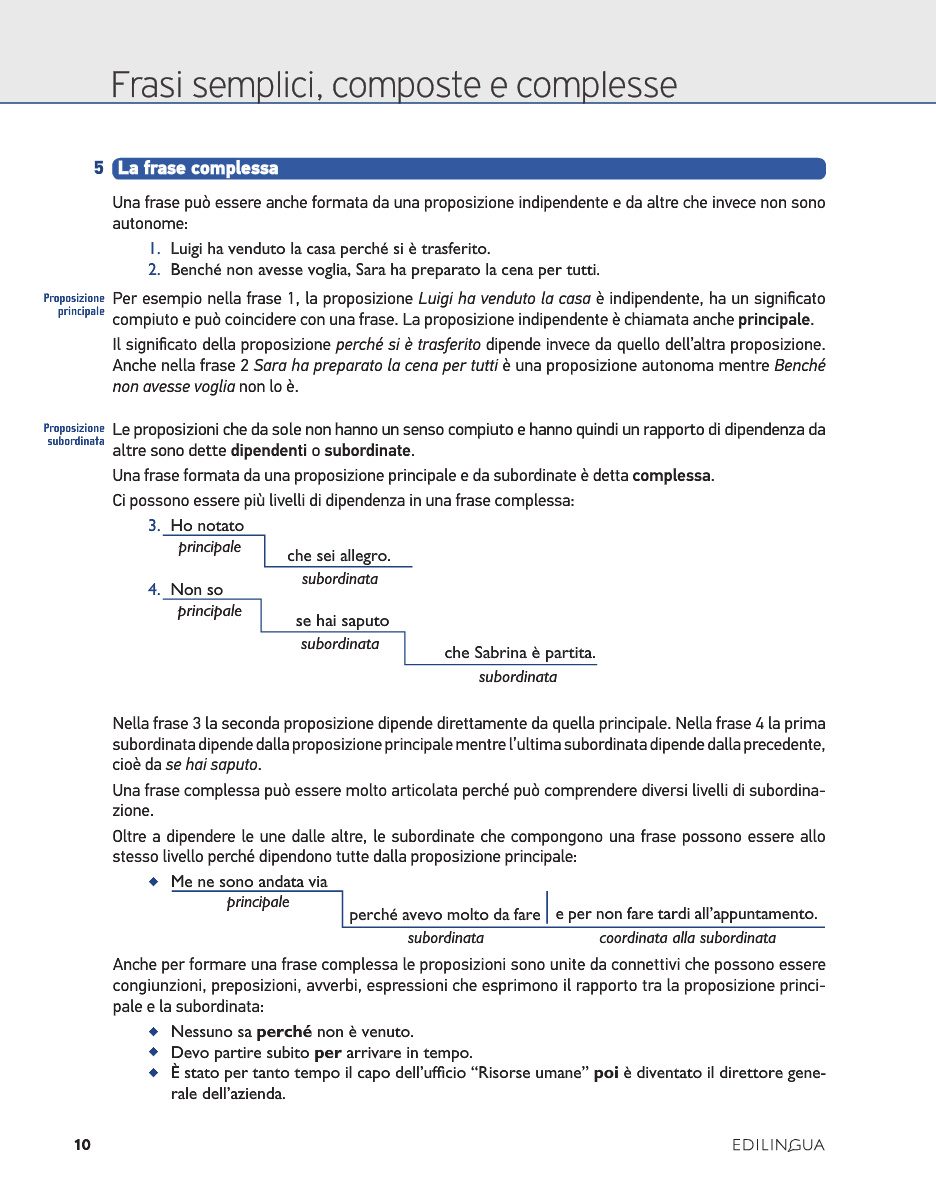 Frasi semplici, composte e complesse
5 La frase complessa
Una frase può essere anche formata da una proposizione indipendente e da altre che invece non sono
autonome:
1. Luigi ha venduto la casa perché si è trasferito.
2. Benché non avesse voglia, Sara ha preparato la cena per tutti.
Proposizione
principale
Per esempio nella frase 1, la proposizione Luigi ha venduto la casa è indipendente, ha un significato
compiuto e può coincidere con una frase. La proposizione indipendente è chiamata anche principale.
Il significato della proposizione perché si è trasferito dipende invece da quello dell'altra proposizione.
Anche nella frase 2 Sara ha preparato la cena per tutti è una proposizione autonoma mentre Benché
non avesse voglia non lo è.
Proposizione
subordinata
Le proposizioni che da sole non hanno un senso compiuto e hanno quindi un rapporto di dipendenza da
altre sono dette dipendenti o subordinate.
Una frase formata da una proposizione principale e da subordinate è detta complessa.
Ci possono essere più livelli di dipendenza in una frase complessa:
3. Ho notato
principale
che sei allegro.
subordinata
4. Non so
principale
se hai saputo
subordinata
che Sabrina è partita.
subordinata
Nella frase 3 la seconda proposizione dipende direttamente da quella principale. Nella frase 4 la prima
subordinata dipende dalla proposizione principale mentre l'ultima subordinata dipende dalla precedente,
cioè da se hai saputo.
Una frase complessa può essere molto articolata perché può comprendere diversi livelli di subordina-
zione.
Oltre a dipendere le une dalle altre, le subordinate che compongono una frase possono essere allo
stesso livello perché dipendono tutte dalla proposizione principale:
◆ Me ne sono andata via
principale
perché avevo molto da fare
e per non fare tardi all'appuntamento.
subordinata
coordinata alla subordinata
Anche per formare una frase complessa le proposizioni sono unite da connettivi che possono essere
congiunzioni, preposizioni, avverbi, espressioni che esprimono il rapporto tra la proposizione princi-
pale e la subordinata:
◆ Nessuno sa perché non è venuto.
◆ Devo partire subito per arrivare in tempo.
◆ È stato per tanto tempo il capo dell'ufficio “Risorse umane” poi è diventato il direttore gene-
rale dell'azienda.
10
EDILINGUA